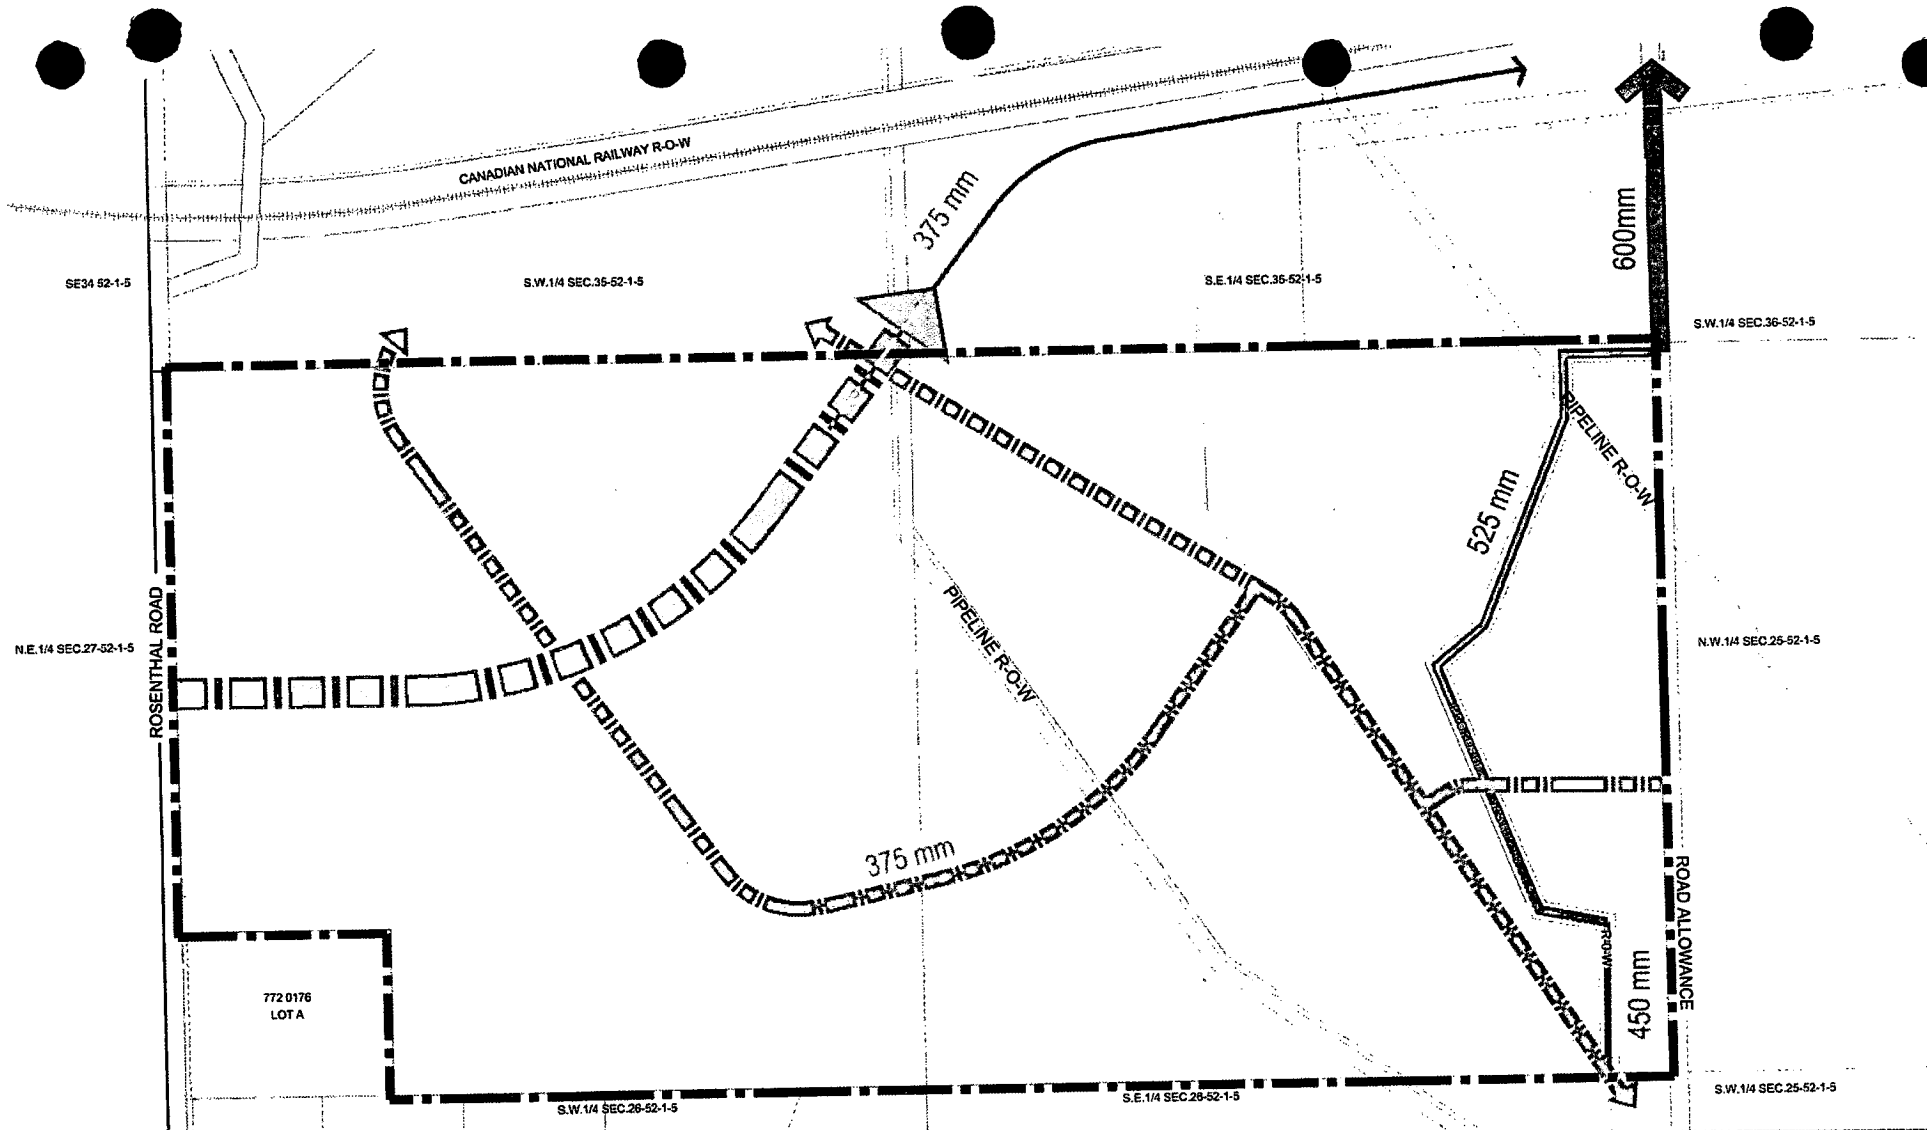 CANADIAN NATIONAL RAILWAY R-O-W
375 mm
600mm
SE34 52-1-5
S.W.1/4 SEC.35-52-1-5
S.E.1/4 SEC.35-52-1-5
S.W.1/4 SEC.36-52-1-5
PIPELINE R-O-W
525 mm
ROSENTHAL ROAD
PIPELINE R-O-W
N.E.1/4 SEC.27-52-1-5
N.W.1/4 SEC.25-52-1-5
375 mm
ROAD ALLOWANCE
R-O-W
450 mm
772 0176
LOT A
S.W.1/4 SEC.26-52-1-5
S.E.1/4 SEC.26-52-1-5
S.W.1/4 SEC.25-52-1-5